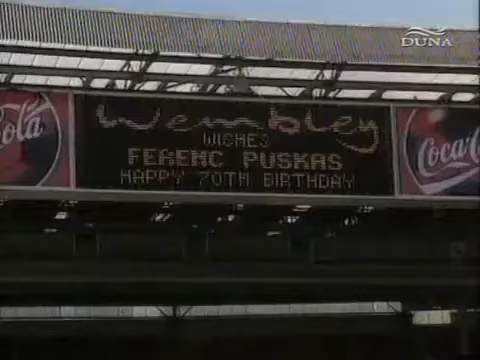 DUNA
Wembley
WISHES
FERENC PUSKAS
HAPPY 70TH BIRTHDAY
Cola
Coca-Cola